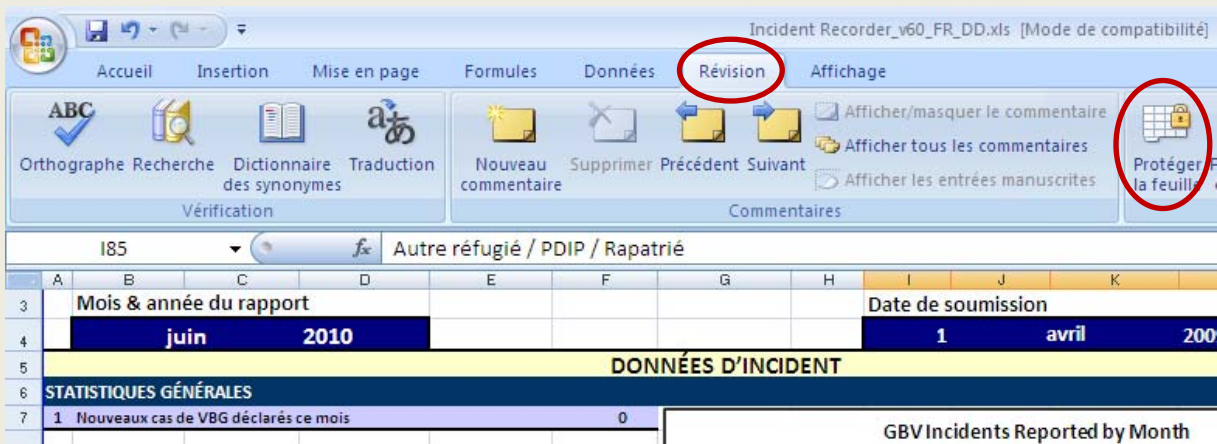 Incident Recorder_v60_FR_DD.xls [Mode de compatibilité]
Accueil Insertion Mise en page Formules Données Révision Affichage
ABC
Orthographe Recherche Dictionnaire des synonymes Traduction
Nouveau commentaire Supprimer Précédent Suivant
Afficher/masquer le commentaire
Afficher tous les commentaires
Afficher les entrées manuscrites
Protéger la feuille
Vérification Commentaires
I85 fx Autre réfugié / PDIP / Rapatrié
A B C D E F G H I J K
3 Mois & année du rapport Date de soumission
4 juin 2010 1 avril
5 DONNÉES D'INCIDENT
6 STATISTIQUES GÉNÉRALES
7 1 Nouveaux cas de VBG déclarés ce mois 0
GBV Incidents Reported by Month